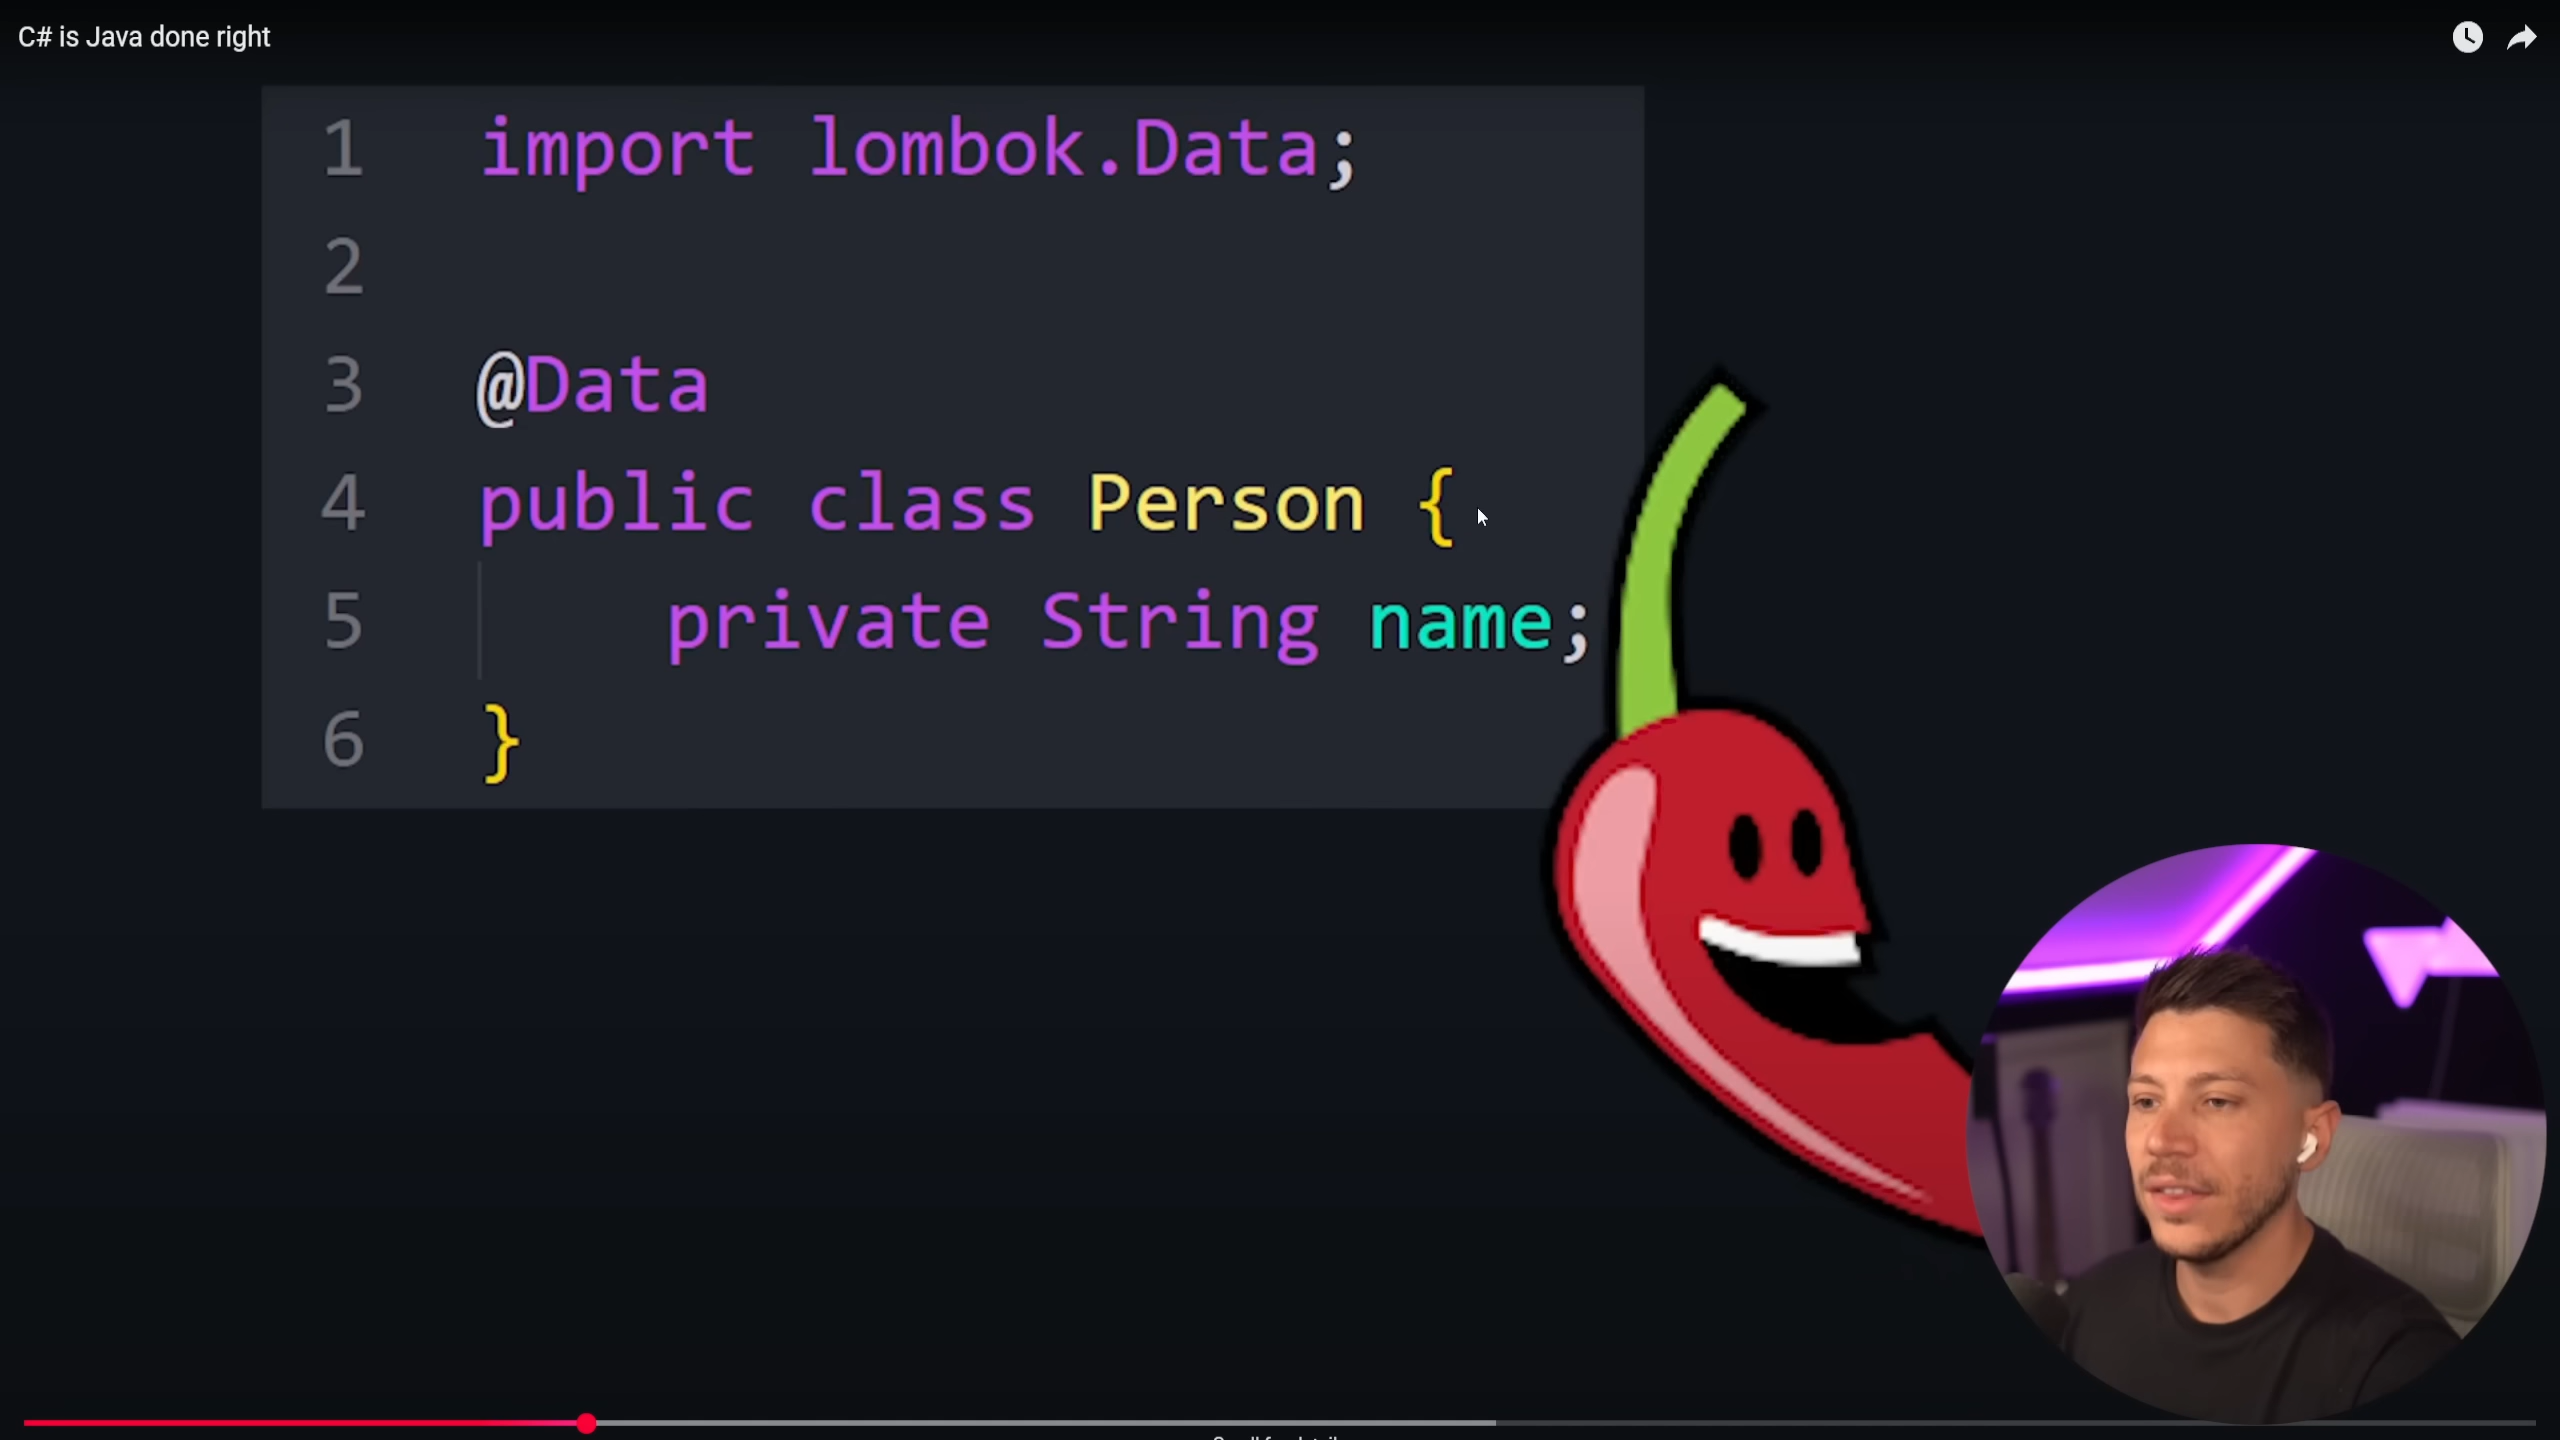 C# is Java done right
1 import lombok.Data;
2
3 @Data
4 public class Person {
5 private String name;
6 }